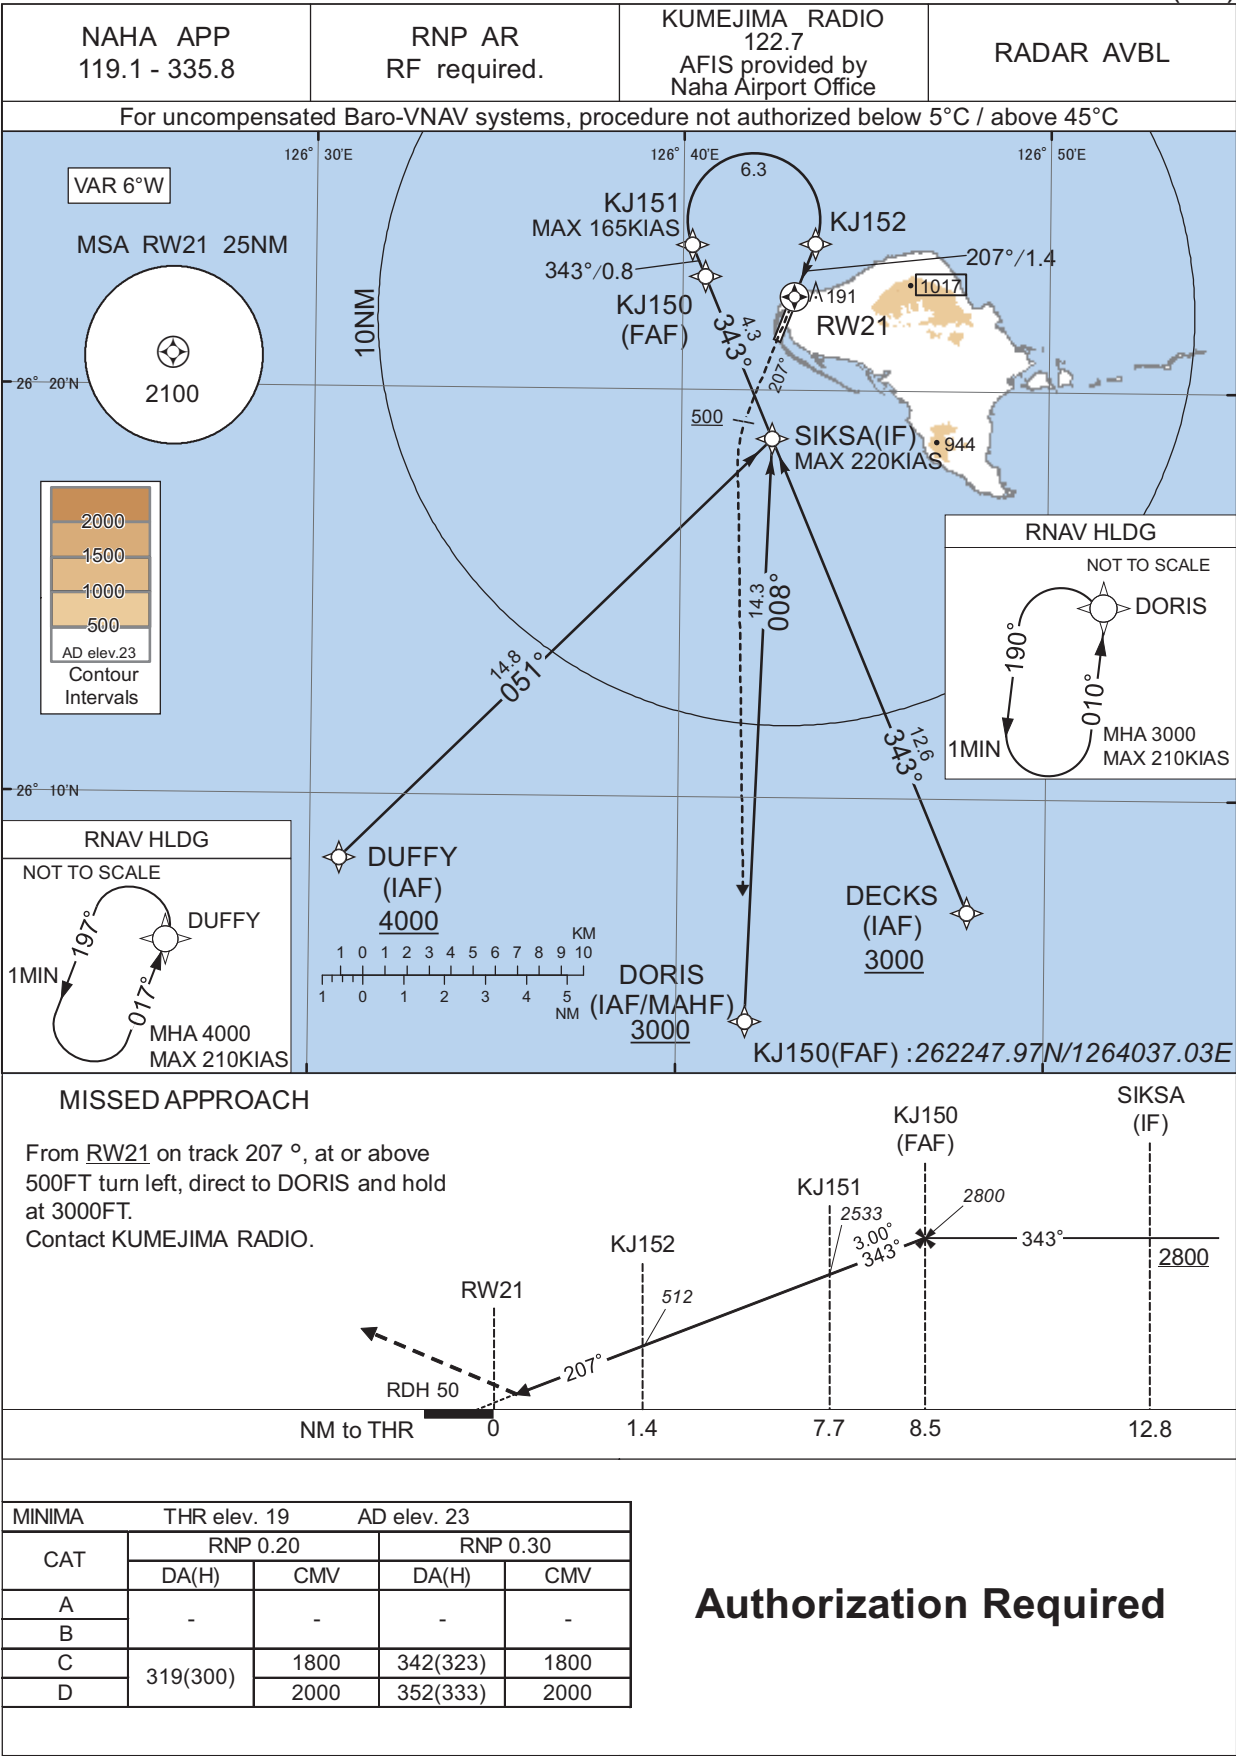 NAHA APP
119.1 - 335.8
RNP AR
RF required.
KUMEJIMA RADIO
122.7
AFIS provided by
Naha Airport Office
RADAR AVBL
For uncompensated Baro-VNAV systems, procedure not authorized below 5°C / above 45°C
126° 30'E
126° 40'E
126° 50'E
VAR 6°W
MSA RW21 25NM
2100
26° 20'N
10NM
6.3
KJ151
MAX 165KIAS
KJ152
343°/0.8
207°/1.4
KJ150
(FAF)
191
1017
RW21
4.3
343°
207°
500
SIKSA(IF)
MAX 220KIAS
944
2000
1500
1000
500
AD elev.23
Contour
Intervals
14.8
051°
14.3
008°
12.6
343°
RNAV HLDG
NOT TO SCALE
DORIS
190°
010°
1MIN
MHA 3000
MAX 210KIAS
26° 10'N
RNAV HLDG
NOT TO SCALE
DUFFY
197°
1MIN
017°
MHA 4000
MAX 210KIAS
DUFFY
(IAF)
4000
DECKS
(IAF)
3000
KM
1 0 1 2 3 4 5 6 7 8 9 10
1 0 1 2 3 4 5
NM
DORIS
(IAF/MAHF)
3000
KJ150(FAF) :262247.97N/1264037.03E
MISSED APPROACH
From RW21 on track 207 °, at or above
500FT turn left, direct to DORIS and hold
at 3000FT.
Contact KUMEJIMA RADIO.
SIKSA
(IF)
KJ150
(FAF)
KJ151
2800
2533
3.00°
343°
343°
2800
KJ152
512
RW21
207°
RDH 50
NM to THR 0 1.4 7.7 8.5 12.8
MINIMA THR elev. 19 AD elev. 23
CAT RNP 0.20 RNP 0.30
DA(H) CMV DA(H) CMV
A
B
- - - -
C 319(300) 1800 342(323) 1800
D 2000 352(333) 2000
Authorization Required